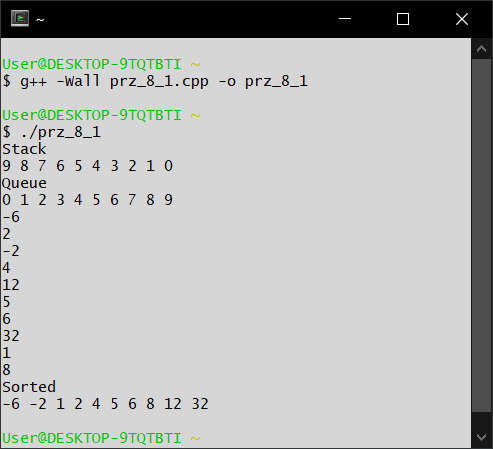 ~
User@DESKTOP-9TQTBTI ~
$ g++ -Wall prz_8_1.cpp -o prz_8_1
User@DESKTOP-9TQTBTI ~
$ ./prz_8_1
Stack
9 8 7 6 5 4 3 2 1 0
Queue
0 1 2 3 4 5 6 7 8 9
-6
2
-2
4
12
5
6
32
1
8
Sorted
-6 -2 1 2 4 5 6 8 12 32
User@DESKTOP-9TQTBTI ~